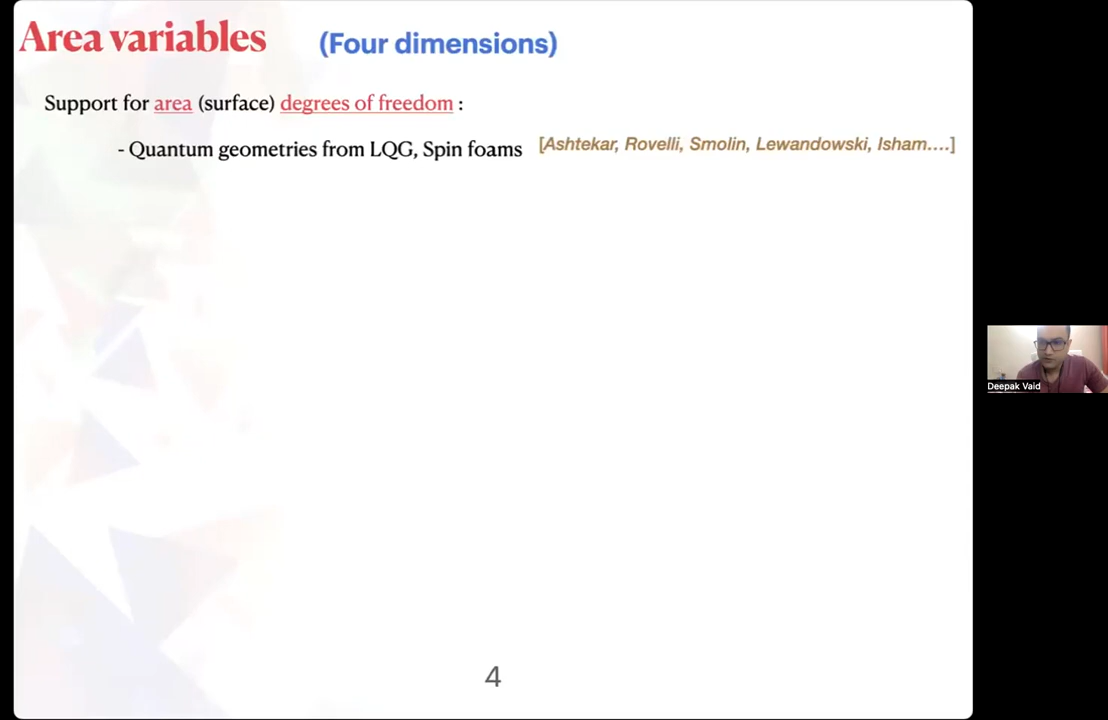 Area variables (Four dimensions)
Support for area (surface) degrees of freedom :
- Quantum geometries from LQG, Spin foams [Ashtekar, Rovelli, Smolin, Lewandowski, Isham....]
Deepak Vaid
4